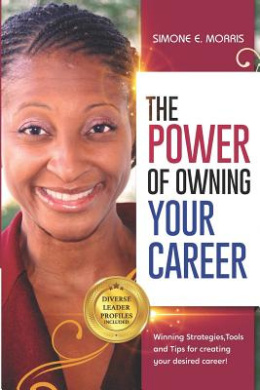 SIMONE E. MORRIS
THE
POWER
OF OWNING
YOUR
CAREER
DIVERSE
LEADER
PROFILES
INCLUDED
Winning Strategies,Tools
and Tips for creating
your desired career!